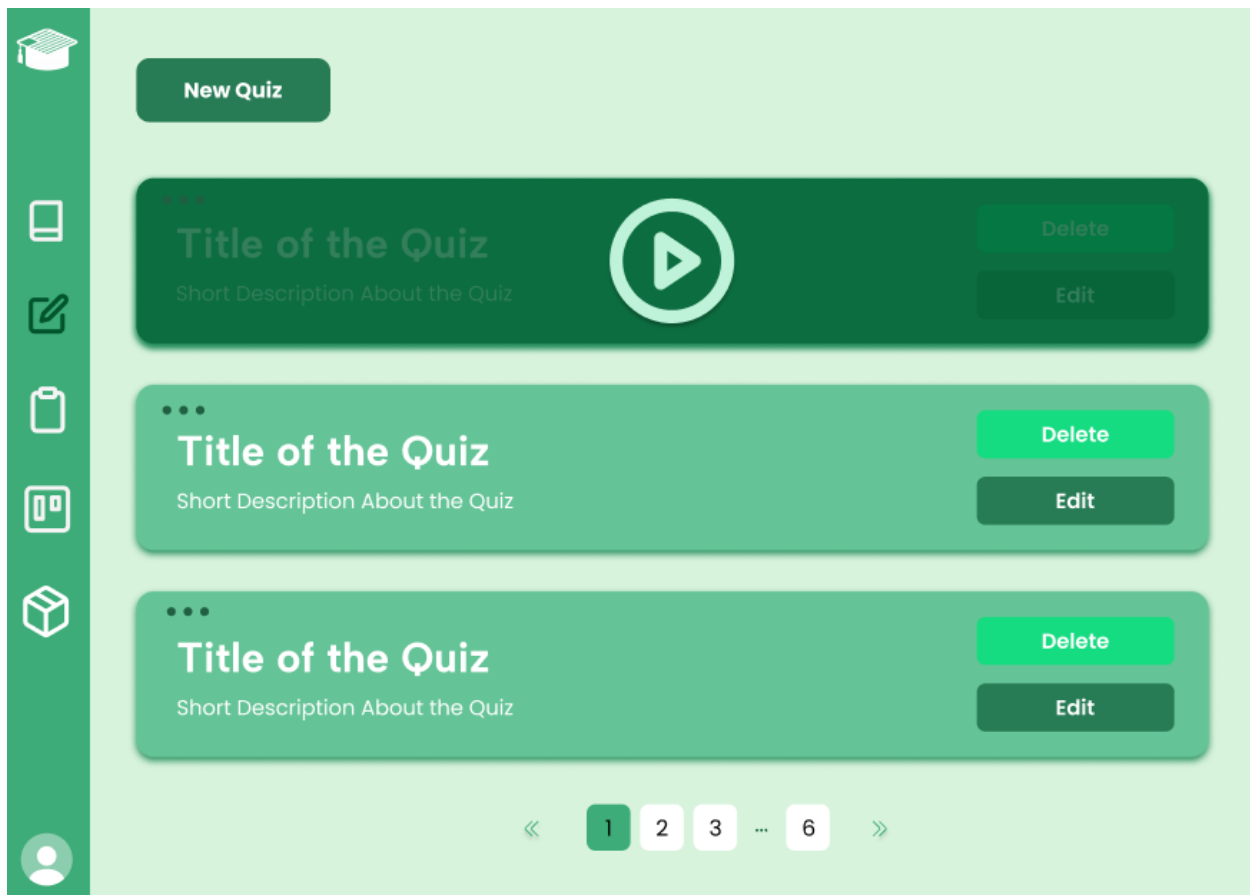 New Quiz
Title of the Quiz
Short Description About the Quiz
Delete
Edit
Title of the Quiz
Short Description About the Quiz
Delete
Edit
Title of the Quiz
Short Description About the Quiz
Delete
Edit
« 1 2 3 ... 6 »